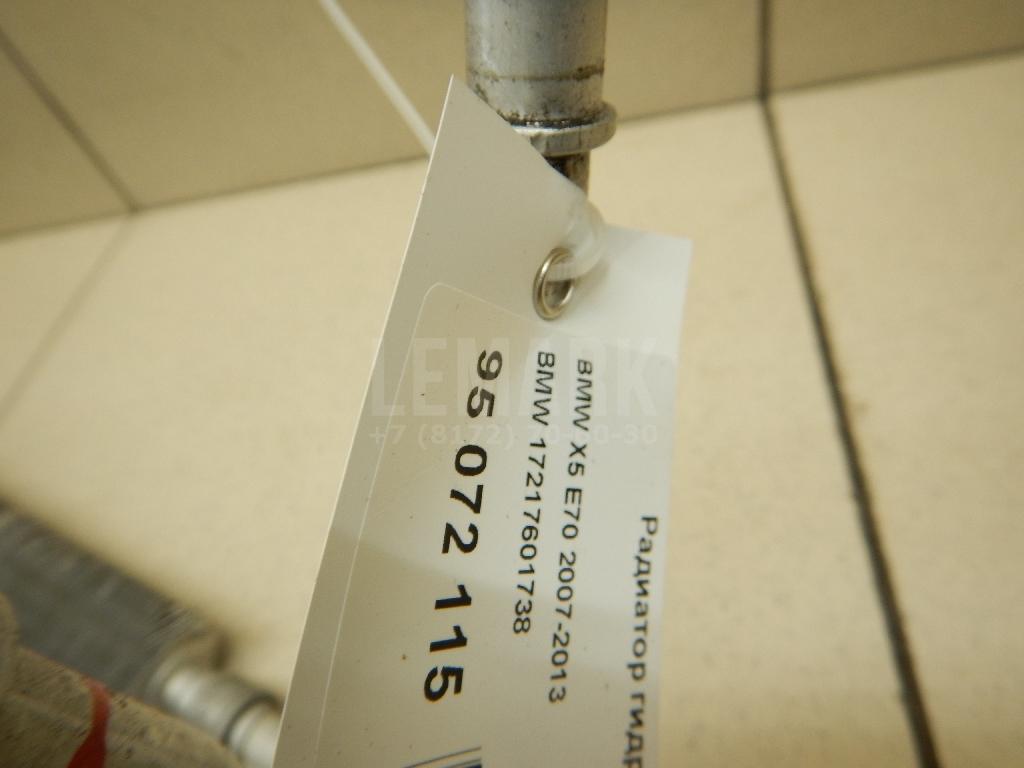 Радиатор гидр
BMW X5 E70 2007-2013
BMW 17217601738
95 072 115
LEMARK
+7 (8172)